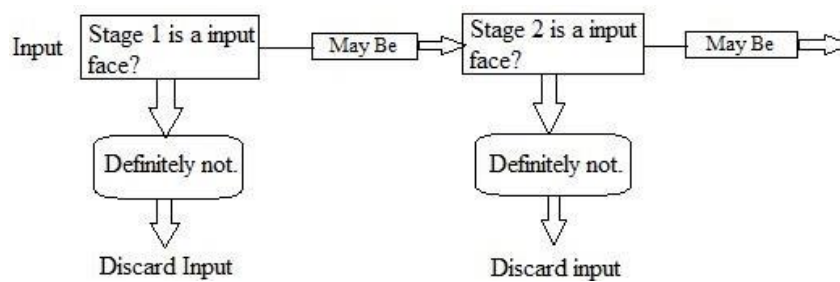 Input
Stage 1 is a input
face?
May Be
Stage 2 is a input
face?
May Be
Definitely not.
Definitely not.
Discard Input
Discard input